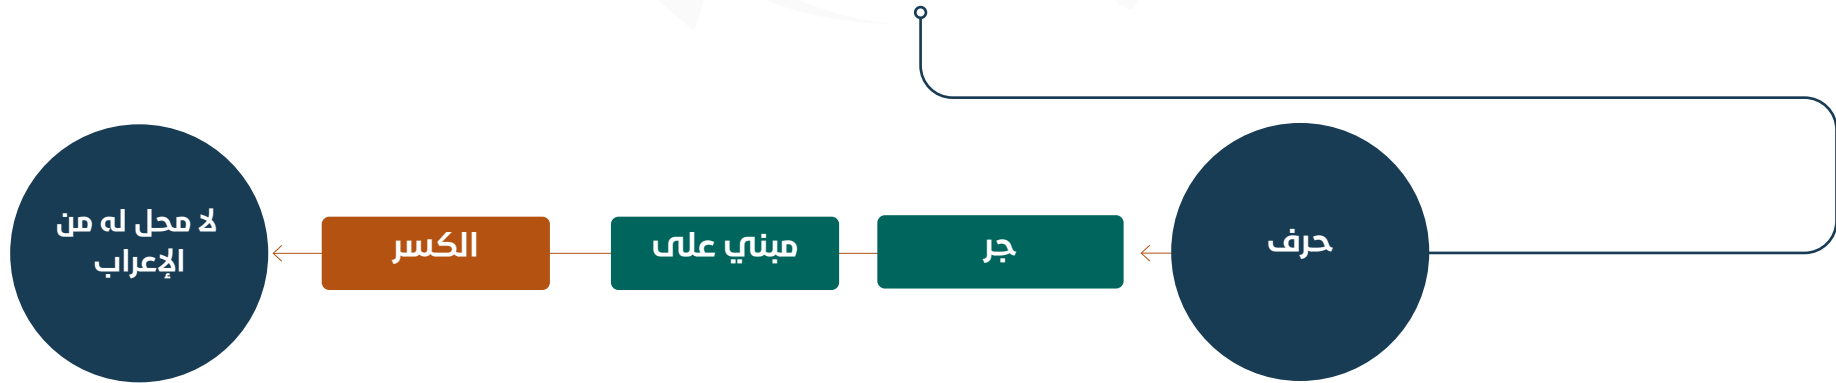 حرف
جر
مبني على
الكسر
لا محل له من
الإعراب